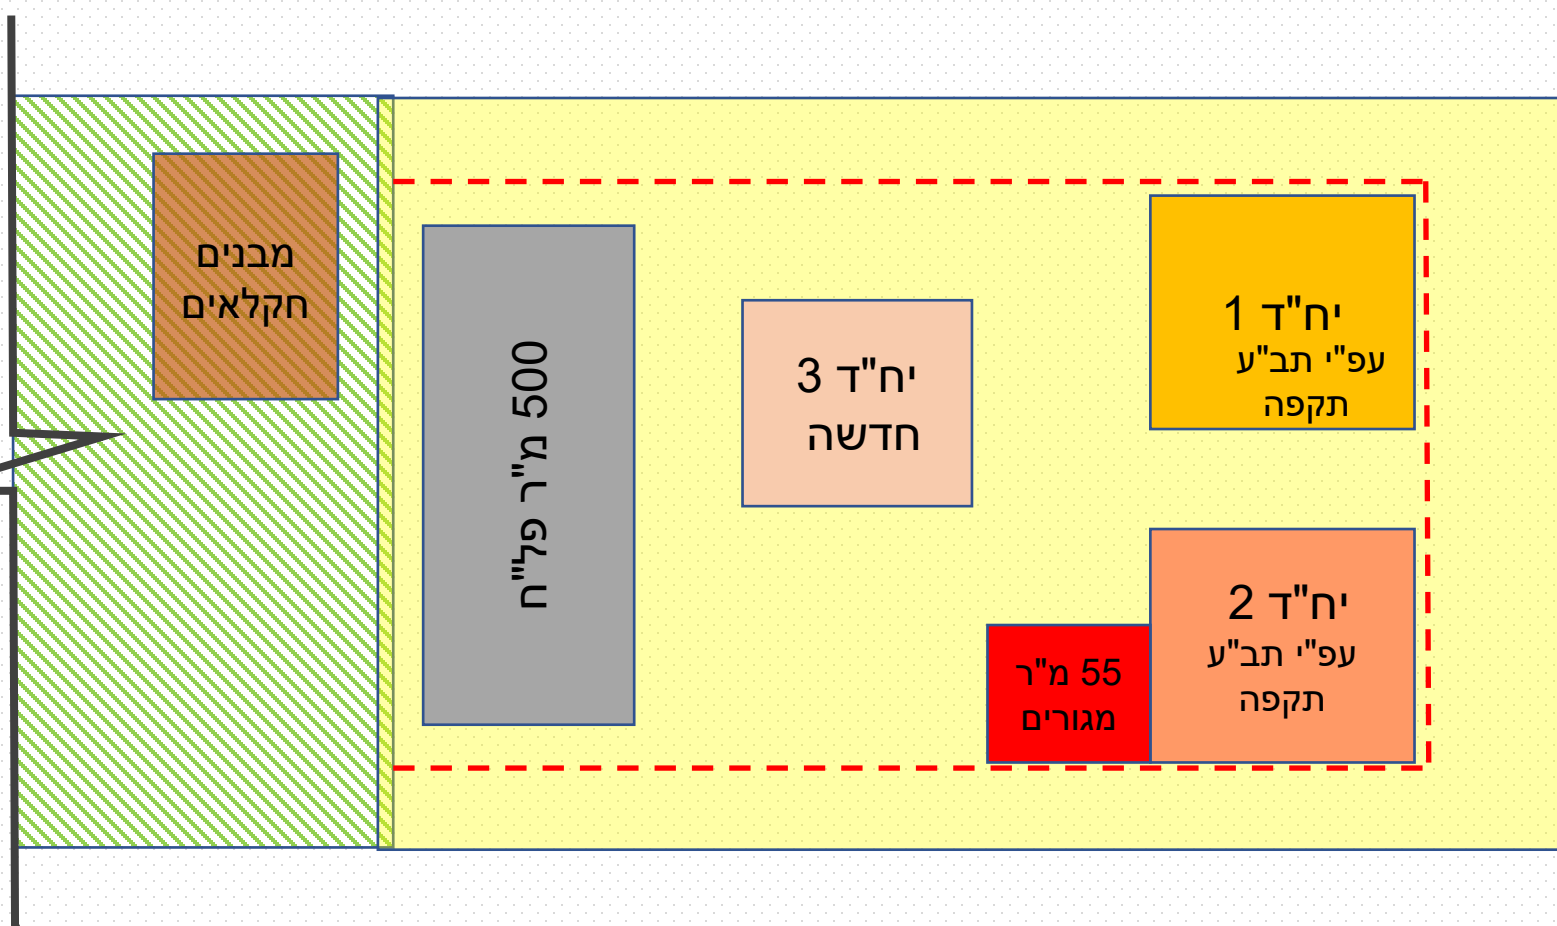 יח"ד 1
עפ"י תב"ע
תקפה
יח"ד 2
עפ"י תב"ע
תקפה
55 מ"ר
מגורים
יח"ד 3
חדשה
500 מ"ר פל"ח
מבנים
חקלאים